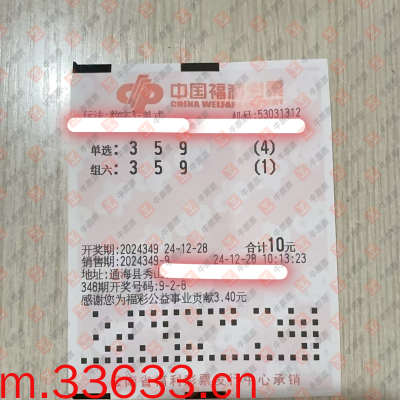 中国福利彩票
CHINA WELFARE
机号:53031312
单选: 3 5 9 (4)
组六: 3 5 9 (1)
开奖期:2024349 24-12-28 合计10元
销售期:2024349-9 24-12-28 10:13:23
地址:通海县秀山
348期开奖号码:9-2-8
感谢您为福彩公益事业贡献3.40元
m.33633.cn